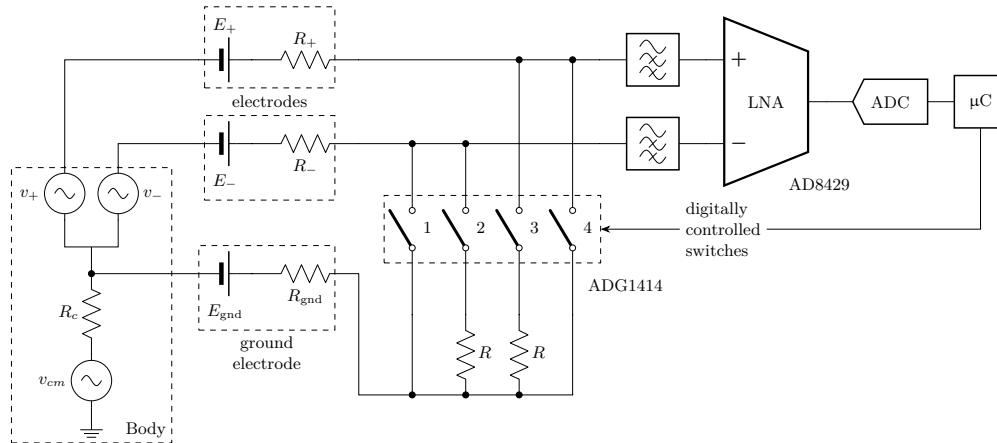 E+
R+
electrodes
E−
R−
v+
v−
LNA
+
−
AD8429
ADC
µC
1
2
3
4
digitally
controlled
switches
ADG1414
Egnd
Rgnd
ground
electrode
Rc
vcm
R
R
Body